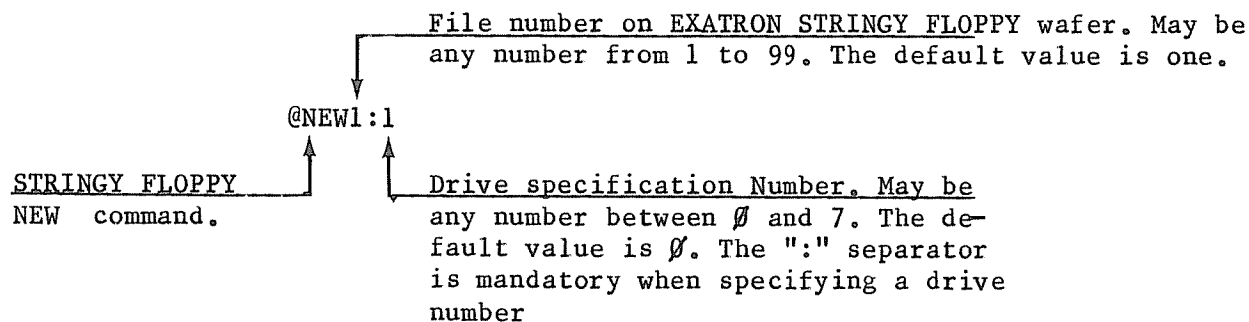 File number on EXATRON STRINGY FLOPPY wafer. May be
any number from 1 to 99. The default value is one.
@NEW1:1
STRINGY FLOPPY
NEW command.
Drive specification Number. May be
any number between Ø and 7. The de-
fault value is Ø. The ":" separator
is mandatory when specifying a drive
number